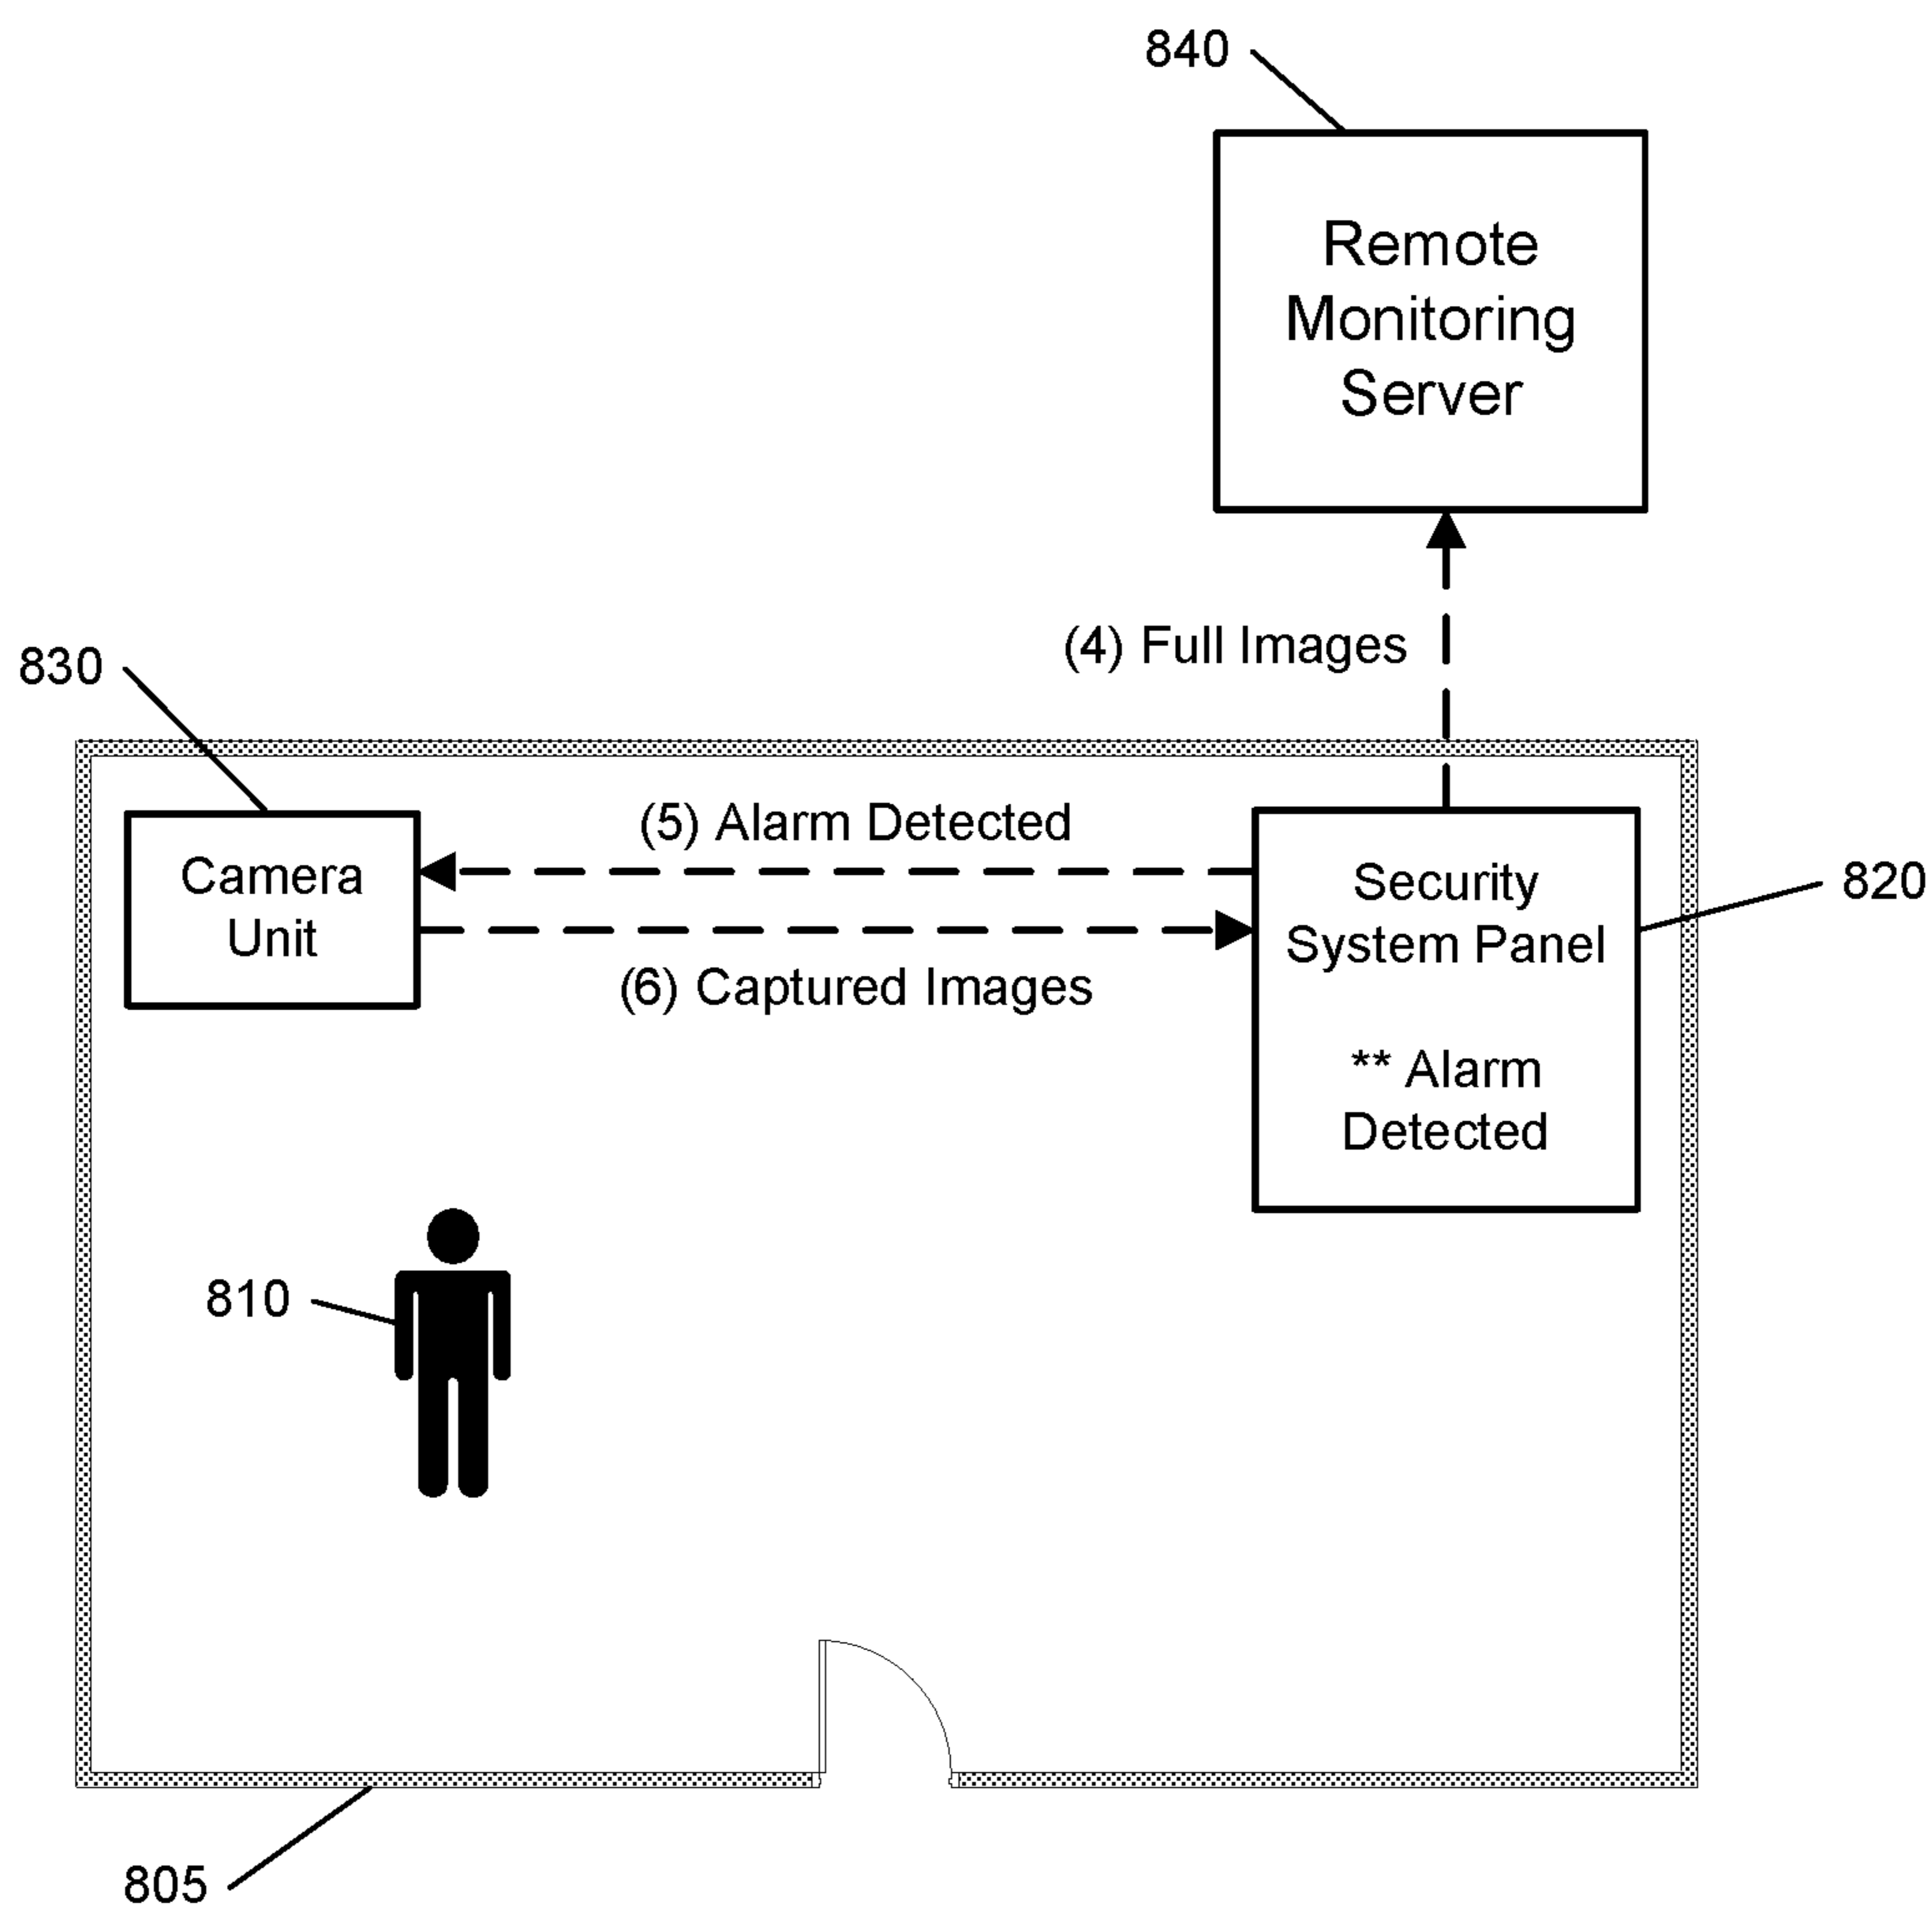 840
Remote
Monitoring
Server
(4) Full Images
830
(5) Alarm Detected
Camera
Unit
(6) Captured Images
Security
System Panel
** Alarm
Detected
820
810
805